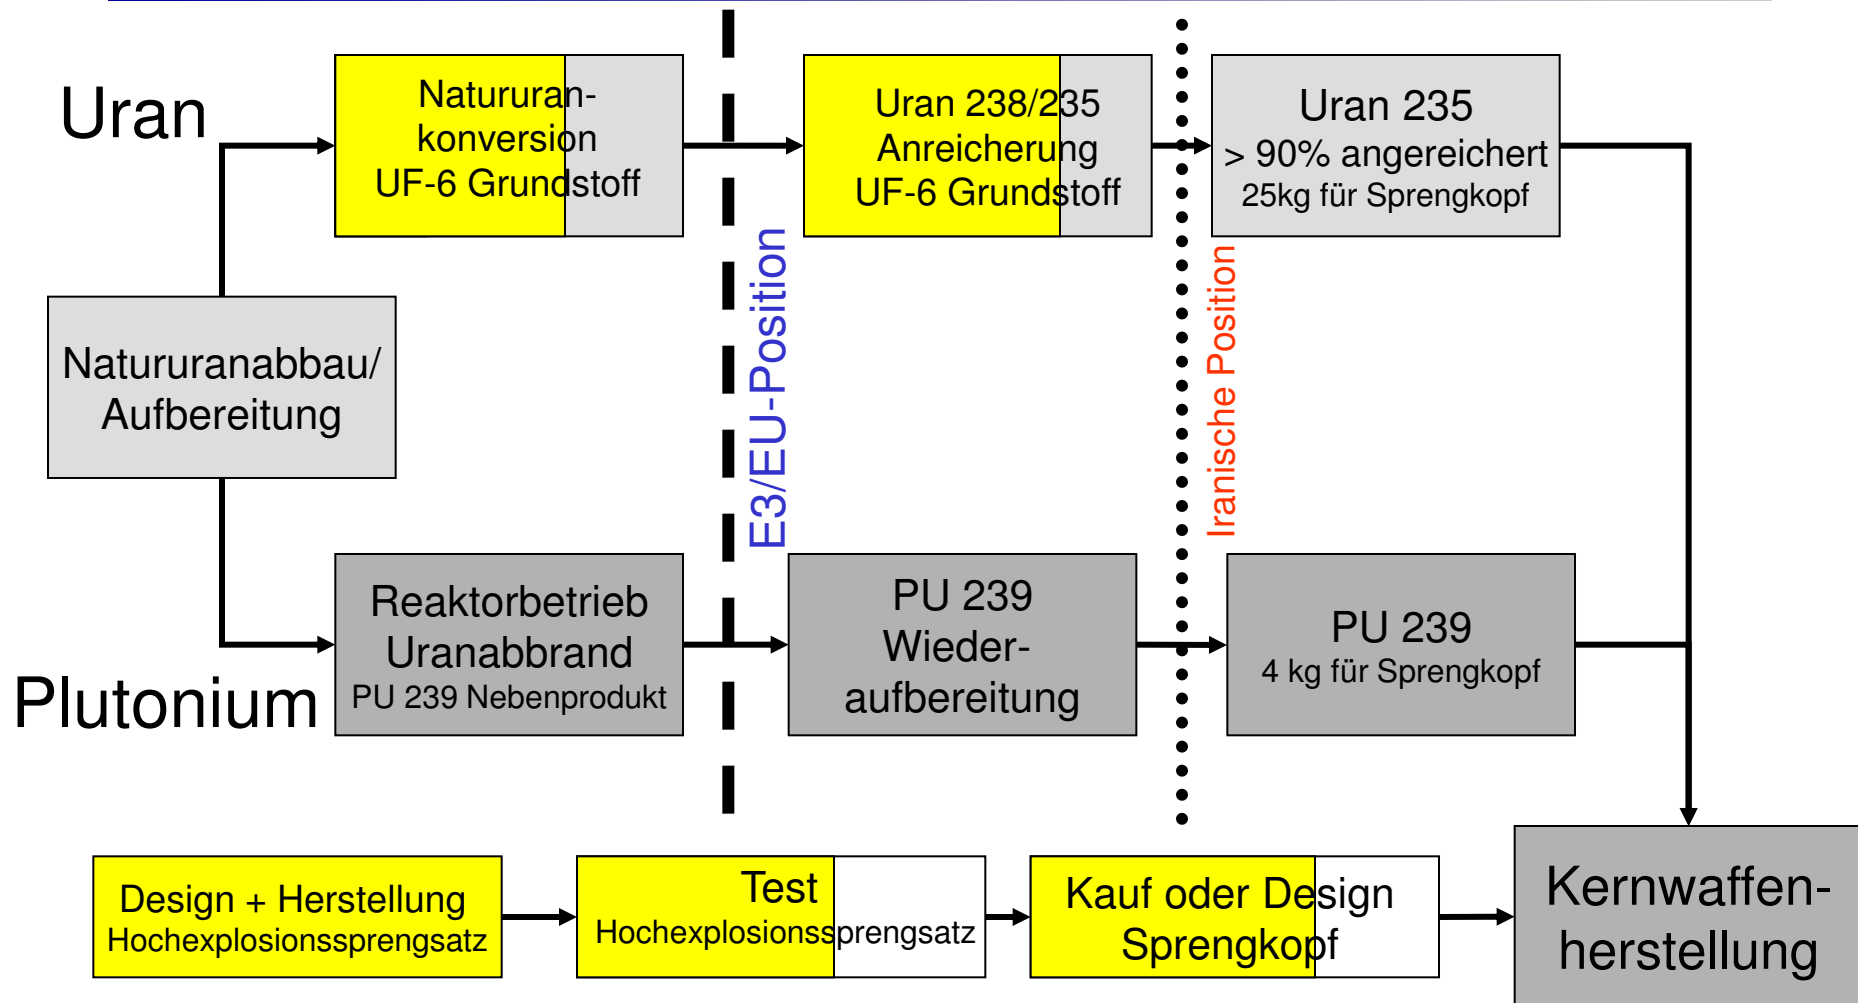 Uran
Natururan-
konversion
UF-6 Grundstoff
Uran 238/235
Anreicherung
UF-6 Grundstoff
Uran 235
> 90% angereichert
25kg für Sprengkopf
E3/EU-Position
Iranische Position
Natururanabbau/
Aufbereitung
Plutonium
Reaktorbetrieb
Uranabbrand
PU 239 Nebenprodukt
PU 239
Wieder-
aufbereitung
PU 239
4 kg für Sprengkopf
Design + Herstellung
Hochexplosionssprengsatz
Test
Hochexplosionssprengsatz
Kauf oder Design
Sprengkopf
Kernwaffen-
herstellung